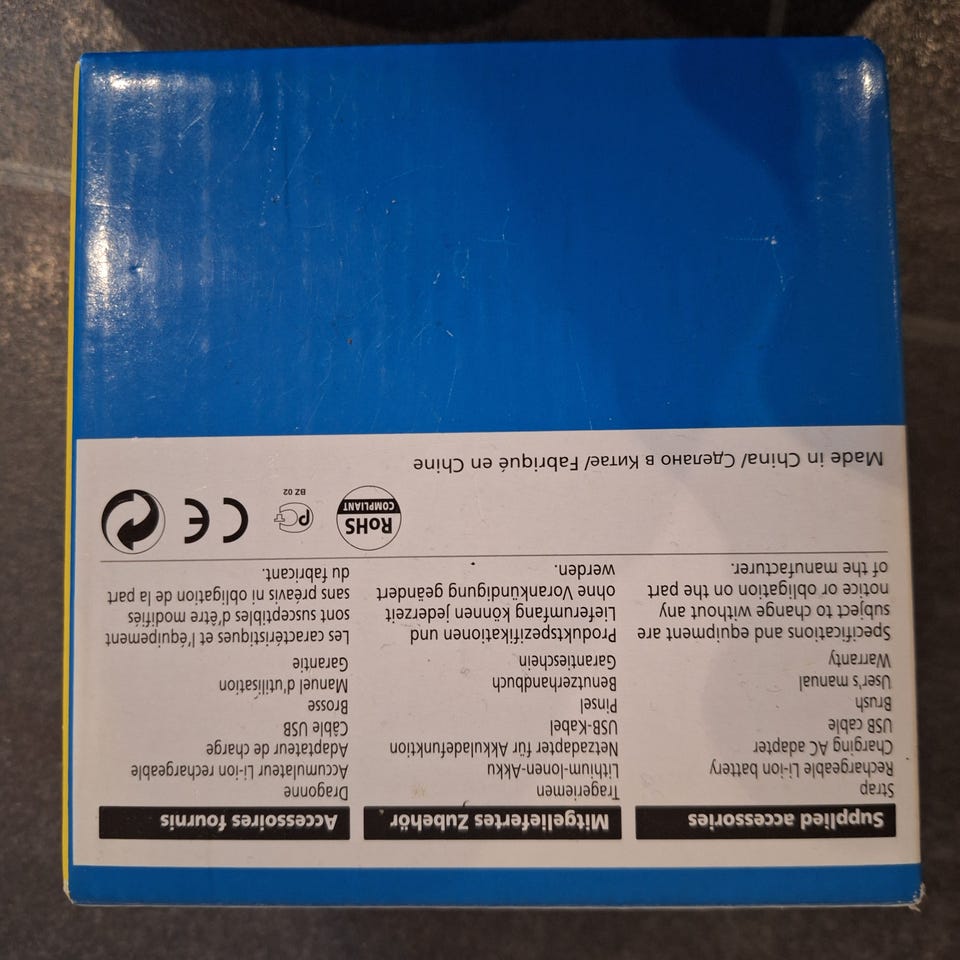 Supplied accessories
Strap
Rechargeable Li-ion battery
Charging AC adapter
USB cable
Brush
User's manual
Warranty
Specifications and equipment are
subject to change without any
notice or obligation on the part
of the manufacturer.
Mitgeliefertes Zubehör
Trageriemen
Lithium-Ionen-Akku
Netzadapter für Akkuladefunktion
USB-Kabel
Pinsel
Benutzerhandbuch
Garantieschein
Produktspezifikationen und
Lieferumfang können jederzeit
ohne Vorankündigung geändert
werden.
Accessoires fournis
Dragonne
Accumulateur Li-ion rechargeable
Adaptateur de charge
Câble USB
Brosse
Manuel d'utilisation
Garantie
Les caractéristiques et l'équipement
sont susceptibles d'être modifiés
sans préavis ni obligation de la part
du fabricant.
RoHS
COMPLIANT
BZ 02
CE
Made in China/ Сделано в Китае/ Fabriqué en Chine